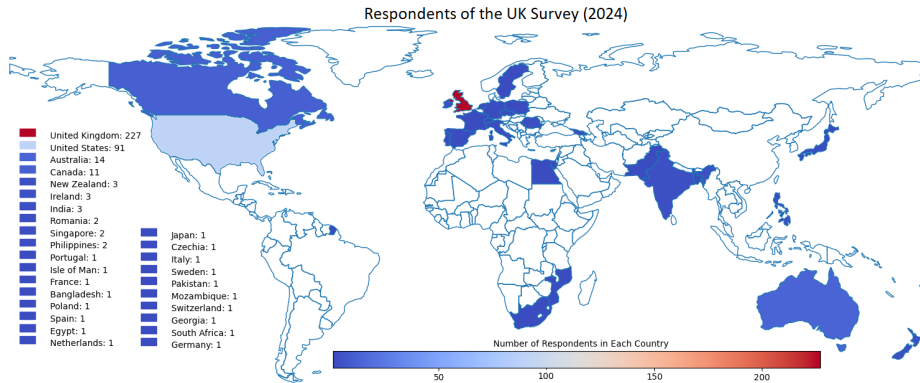 Respondents of the UK Survey (2024)
United Kingdom: 227
United States: 91
Australia: 14
Canada: 11
New Zealand: 3
Ireland: 3
India: 3
Romania: 2
Singapore: 2
Philippines: 2
Portugal: 1
Isle of Man: 1
France: 1
Bangladesh: 1
Poland: 1
Spain: 1
Egypt: 1
Netherlands: 1
Japan: 1
Czechia: 1
Italy: 1
Sweden: 1
Pakistan: 1
Mozambique: 1
Switzerland: 1
Georgia: 1
South Africa: 1
Germany: 1
Number of Respondents in Each Country
50 100 150 200